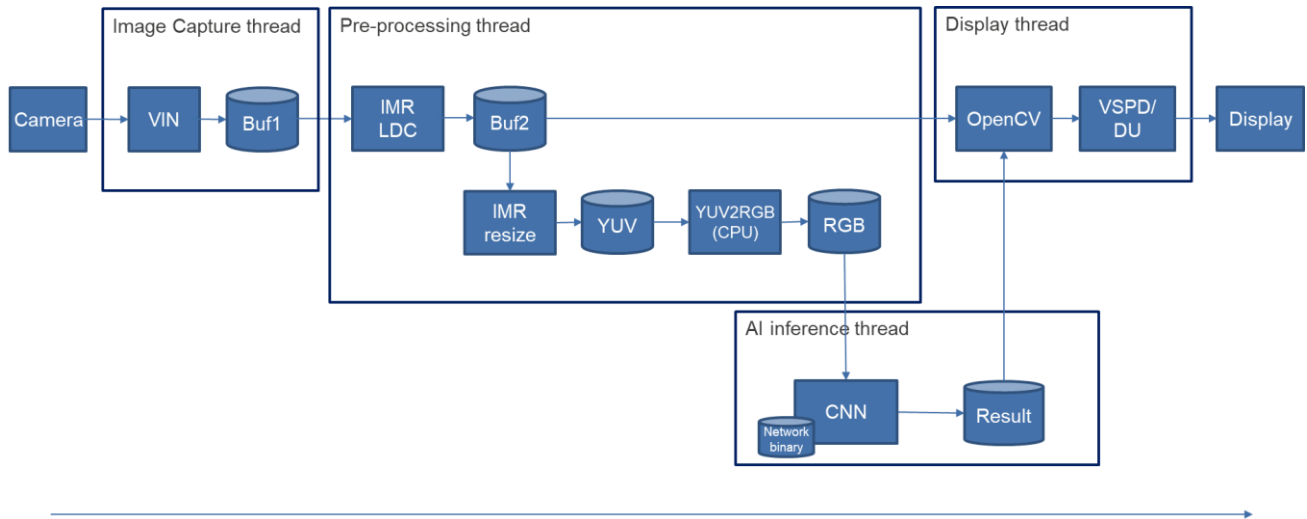 Image Capture thread
Pre-processing thread
Display thread
Camera
VIN
Buf1
IMR
LDC
Buf2
OpenCV
VSPD/
DU
Display
IMR
resize
YUV
YUV2RGB
(CPU)
RGB
AI inference thread
CNN
Network
binary
Result